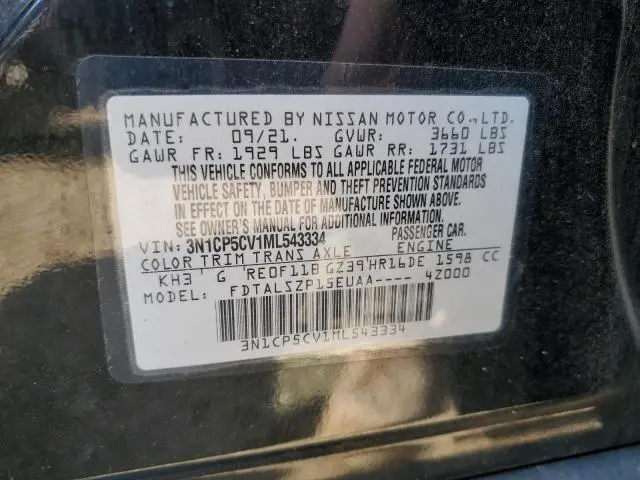 MANUFACTURED BY NISSAN MOTOR CO., LTD.
DATE: 09/21. GVWR: 3660 LBS
GAWR FR: 1929 LBS GAWR RR: 1731 LBS
THIS VEHICLE CONFORMS TO ALL APPLICABLE FEDERAL MOTOR
VEHICLE SAFETY, BUMPER AND THEFT PREVENTION STANDARDS
IN EFFECT ON THE DATE OF MANUFACTURE SHOWN ABOVE.
SEE OWNER'S MANUAL FOR ADDITIONAL INFORMATION.
VIN: 3N1CP5CV1ML543334 PASSENGER CAR.
COLOR TRIM TRANS AXLE ENGINE
KH3 G RE0F11B GZ39 HR16DE 1598 CC
MODEL: FDTALSZP15EUAA---- 4Z000
3N1CP5CV1ML543334